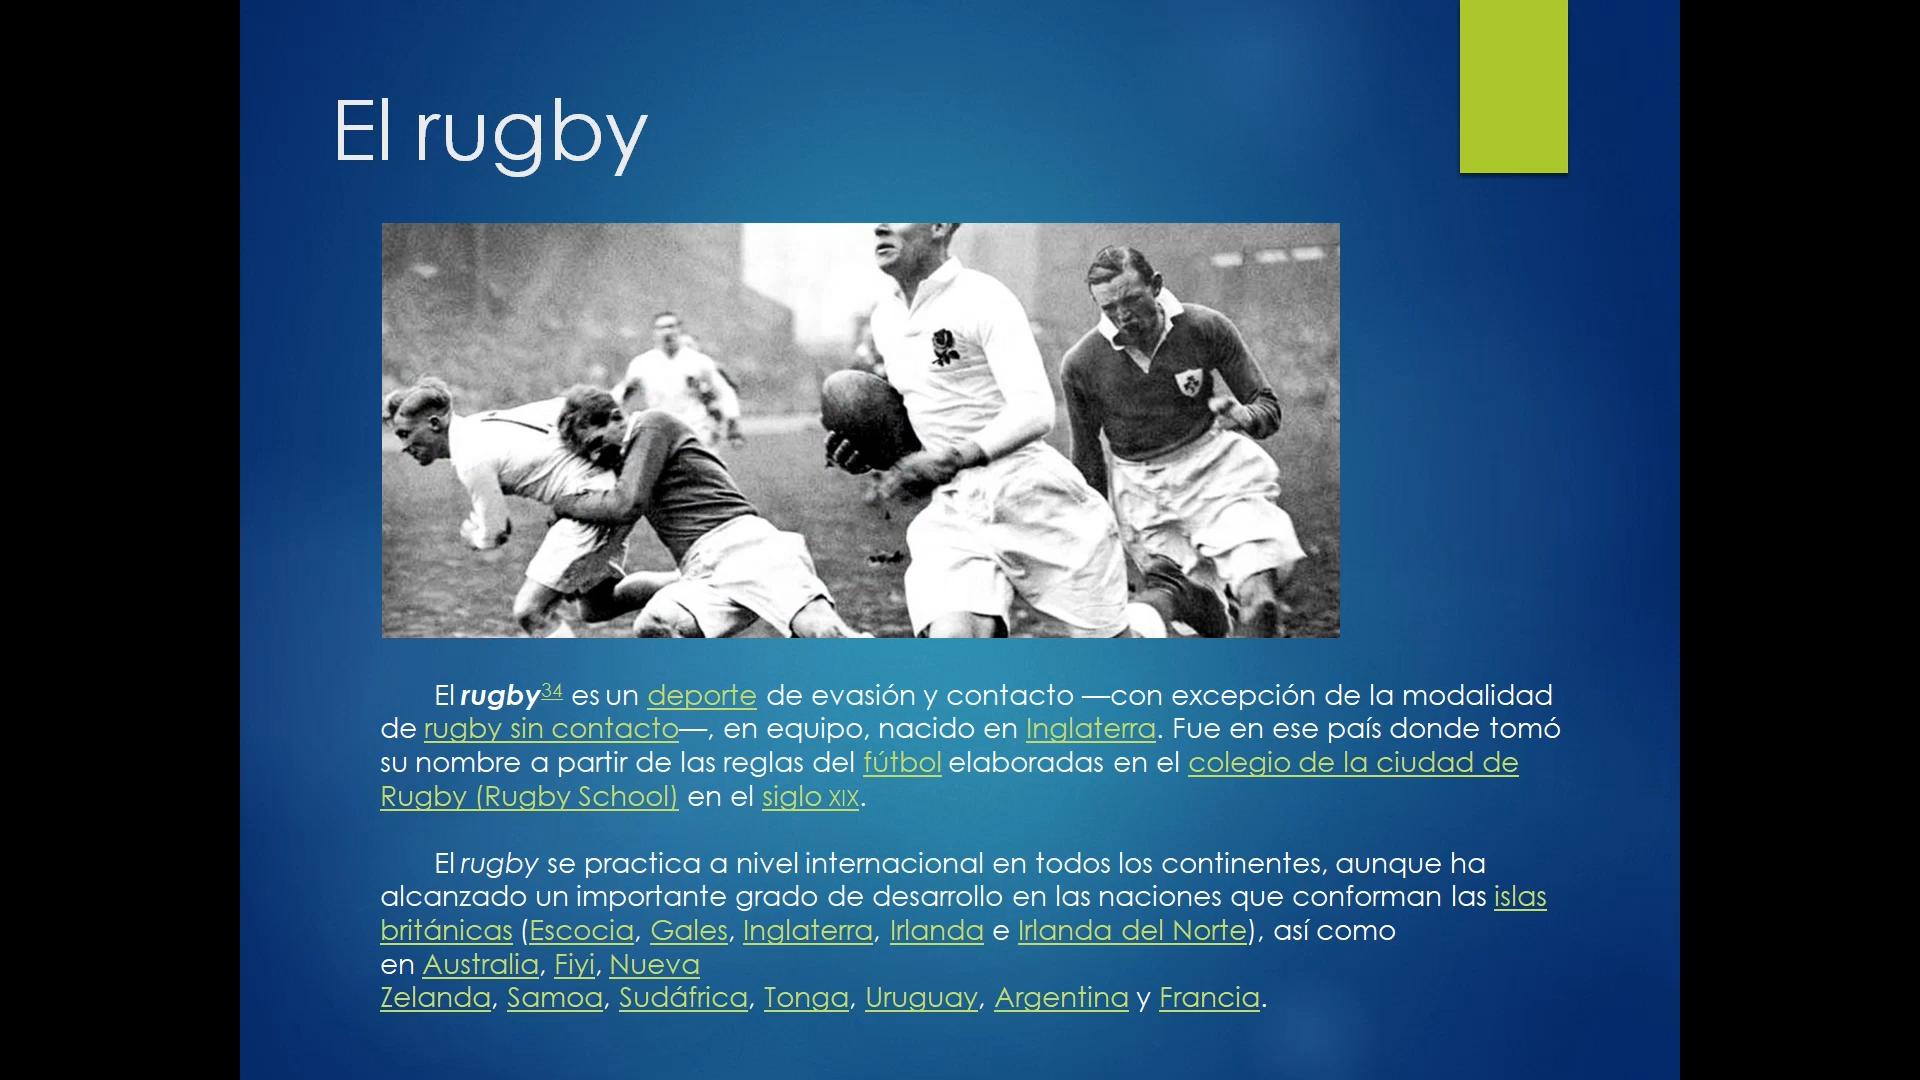 El rugby
El rugby34 es un deporte de evasión y contacto —con excepción de la modalidad
de rugby sin contacto—, en equipo, nacido en Inglaterra. Fue en ese país donde tomó
su nombre a partir de las reglas del fútbol elaboradas en el colegio de la ciudad de
Rugby (Rugby School) en el siglo XIX.
El rugby se practica a nivel internacional en todos los continentes, aunque ha
alcanzado un importante grado de desarrollo en las naciones que conforman las islas
británicas (Escocia, Gales, Inglaterra, Irlanda e Irlanda del Norte), así como
en Australia, Fiyi, Nueva
Zelanda, Samoa, Sudáfrica, Tonga, Uruguay, Argentina y Francia.